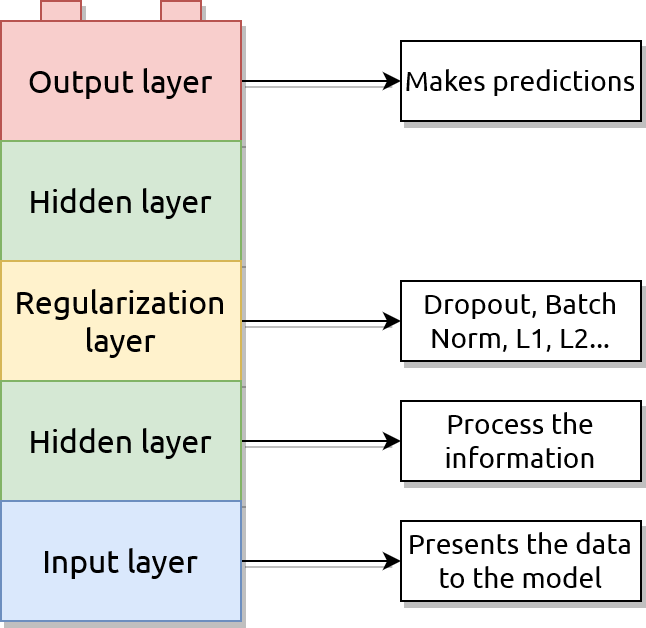 Output layer
Makes predictions
Hidden layer
Regularization
layer
Dropout, Batch
Norm, L1, L2...
Hidden layer
Process the
information
Input layer
Presents the data
to the model